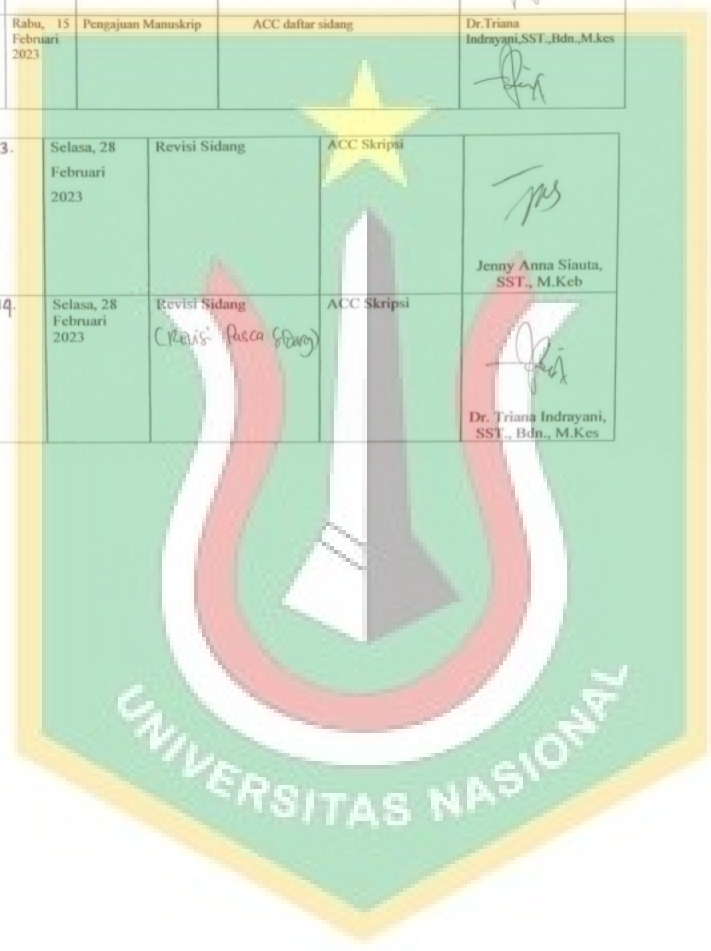 Rabu, 15 Februari 2023 Pengajuan Manuskrip ACC daftar sidang Dr.Triana Indrayani,SST.,Bdn.,M.kes
3. Selasa, 28 Februari 2023 Revisi Sidang ACC Skripsi Jenny Anna Siauta, SST., M.Keb
Selasa, 28 Februari 2023 Revisi Sidang (Revisi Pasca Sidang) ACC Skripsi Dr. Triana Indrayani, SST., Bdn., M.Kes
UNIVERSITAS NASIONAL